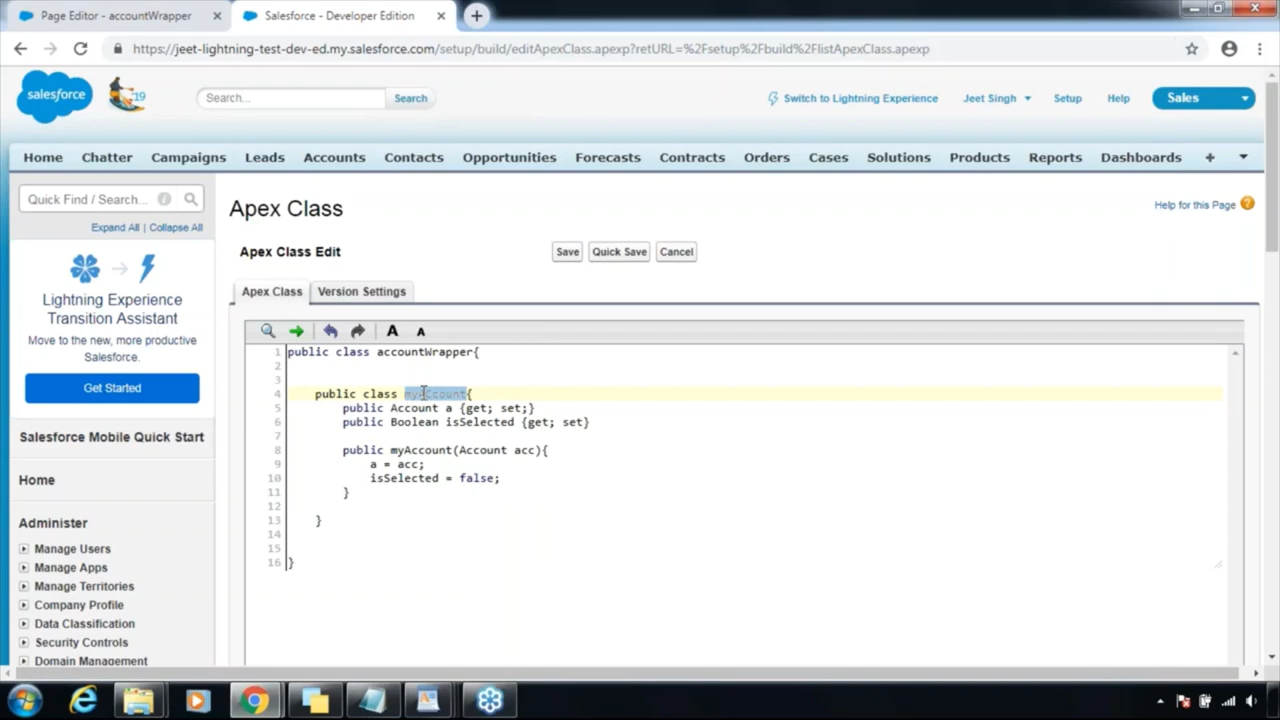 Page Editor - accountWrapper
Salesforce - Developer Edition
https://jeet-lightning-test-dev-ed.my.salesforce.com/setup/build/editApexClass.apexp?retURL=%2Fsetup%2Fbuild%2FlistApexClass.apexp
salesforce
19
Search...
Search
Switch to Lightning Experience
Jeet Singh
Setup
Help
Sales
Home Chatter Campaigns Leads Accounts Contacts Opportunities Forecasts Contracts Orders Cases Solutions Products Reports Dashboards +
Quick Find / Search...
Expand All | Collapse All
Lightning Experience
Transition Assistant
Move to the new, more productive
Salesforce.
Get Started
Salesforce Mobile Quick Start
Home
Administer
Manage Users
Manage Apps
Manage Territories
Company Profile
Data Classification
Security Controls
Domain Management
Apex Class
Help for this Page
Apex Class Edit
Save
Quick Save
Cancel
Apex Class
Version Settings
A A
1 public class accountWrapper{
2
3
4 public class myAccount{
5 public Account a {get; set;}
6 public Boolean isSelected {get; set}
7
8 public myAccount(Account acc){
9 a = acc;
10 isSelected = false;
11 }
12
13 }
14
15
16 }